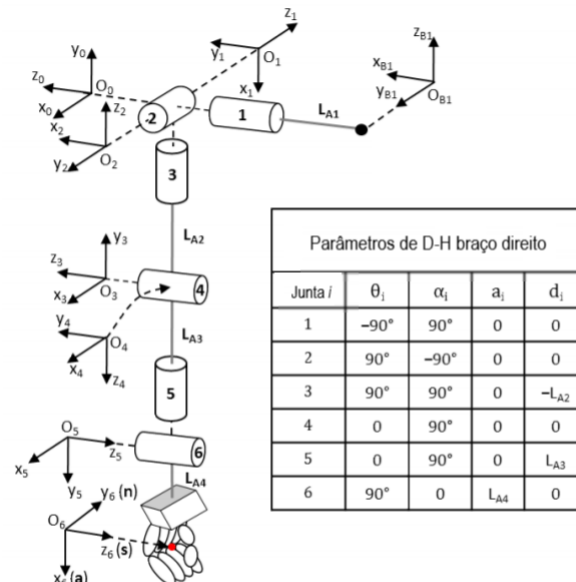 z1
y0
zB1
z0
O0
y1
O1
xB1
x0
z2
x1
yB1
OB1
x2
2
1
LA1
y2
O2
3
LA2
y3
z3
x3
O3
4
y4
O4
LA3
x4
z4
5
O5
z5
6
x5
y5
LA4
y6 (n)
O6
z6 (s)
x6 (a)
Parâmetros de D-H braço direito
Junta i θi αi ai di
1 −90° 90° 0 0
2 90° −90° 0 0
3 90° 90° 0 −LA2
4 0 90° 0 0
5 0 90° 0 LA3
6 90° 0 LA4 0